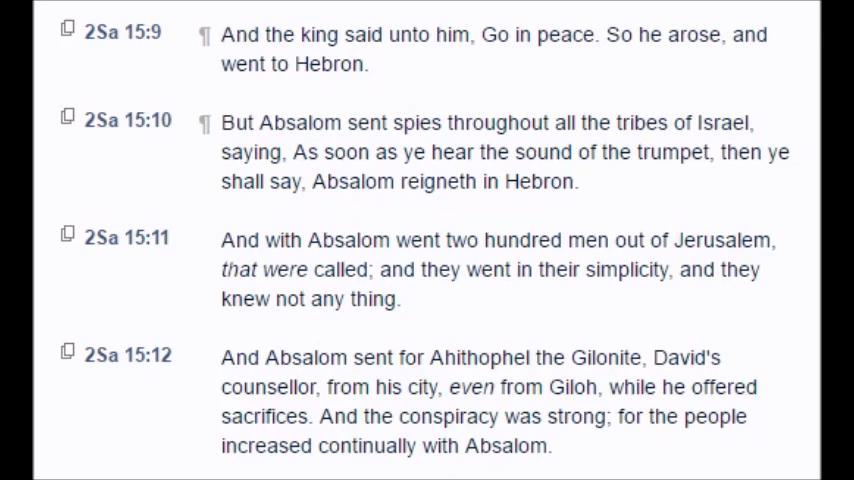 2Sa 15:9 ¶ And the king said unto him, Go in peace. So he arose, and
went to Hebron.
2Sa 15:10 ¶ But Absalom sent spies throughout all the tribes of Israel,
saying, As soon as ye hear the sound of the trumpet, then ye
shall say, Absalom reigneth in Hebron.
2Sa 15:11 And with Absalom went two hundred men out of Jerusalem,
that were called; and they went in their simplicity, and they
knew not any thing.
2Sa 15:12 And Absalom sent for Ahithophel the Gilonite, David's
counsellor, from his city, even from Giloh, while he offered
sacrifices. And the conspiracy was strong; for the people
increased continually with Absalom.